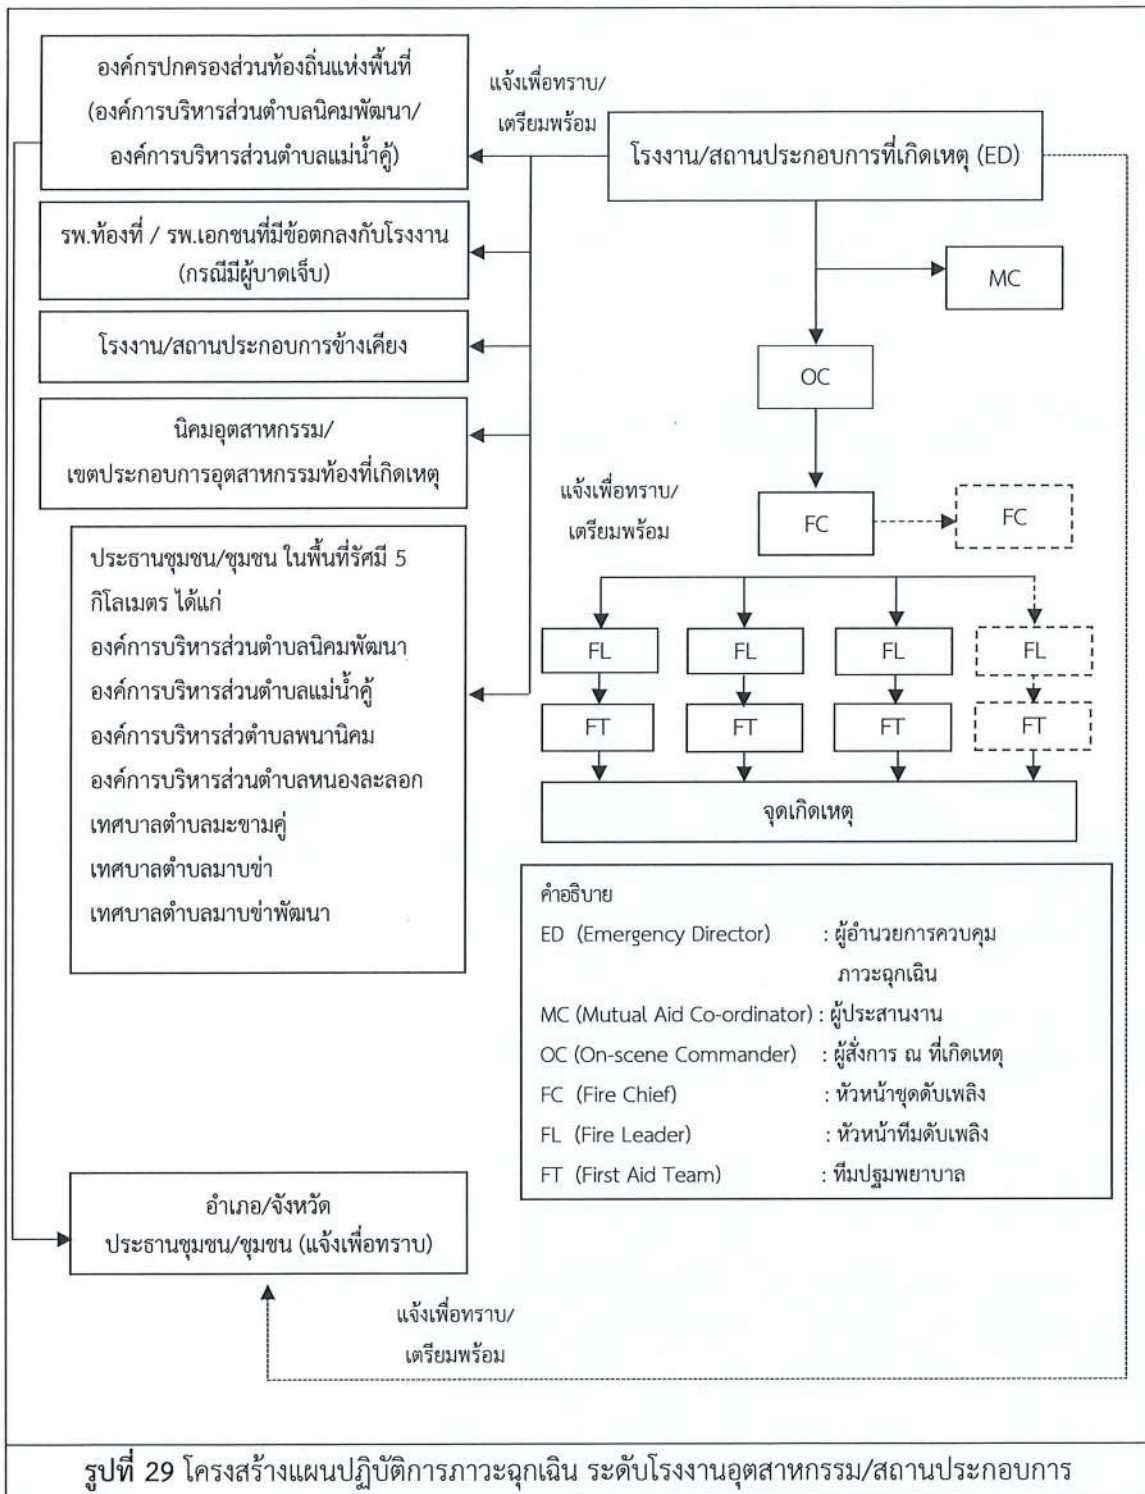 องค์กรปกครองส่วนท้องถิ่นแห่งพื้นที่
(องค์การบริหารส่วนตำบลนิคมพัฒนา/
องค์การบริหารส่วนตำบลแม่น้ำคู้)
แจ้งเพื่อทราบ/
เตรียมพร้อม
โรงงาน/สถานประกอบการที่เกิดเหตุ (ED)
รพ.ท้องที่ / รพ.เอกชนที่มีข้อตกลงกับโรงงาน
(กรณีมีผู้บาดเจ็บ)
MC
โรงงาน/สถานประกอบการข้างเคียง
OC
นิคมอุตสาหกรรม/
เขตประกอบการอุตสาหกรรมท้องที่เกิดเหตุ
แจ้งเพื่อทราบ/
เตรียมพร้อม
FC
FC
ประธานชุมชน/ชุมชน ในพื้นที่รัศมี 5
กิโลเมตร ได้แก่
องค์การบริหารส่วนตำบลนิคมพัฒนา
องค์การบริหารส่วนตำบลแม่น้ำคู้
องค์การบริหารส่วตำบลพนานิคม
องค์การบริหารส่วนตำบลหนองละลอก
เทศบาลตำบลมะขามคู่
เทศบาลตำบลมาบข่า
เทศบาลตำบลมาบข่าพัฒนา
FL
FL
FL
FL
FT
FT
FT
FT
จุดเกิดเหตุ
คำอธิบาย
ED (Emergency Director) : ผู้อำนวยการควบคุม
ภาวะฉุกเฉิน
MC (Mutual Aid Co-ordinator) : ผู้ประสานงาน
OC (On-scene Commander) : ผู้สั่งการ ณ ที่เกิดเหตุ
FC (Fire Chief) : หัวหน้าชุดดับเพลิง
FL (Fire Leader) : หัวหน้าทีมดับเพลิง
FT (First Aid Team) : ทีมปฐมพยาบาล
อำเภอ/จังหวัด
ประธานชุมชน/ชุมชน (แจ้งเพื่อทราบ)
แจ้งเพื่อทราบ/
เตรียมพร้อม
รูปที่ 29 โครงสร้างแผนปฏิบัติการภาวะฉุกเฉิน ระดับโรงงานอุตสาหกรรม/สถานประกอบการ